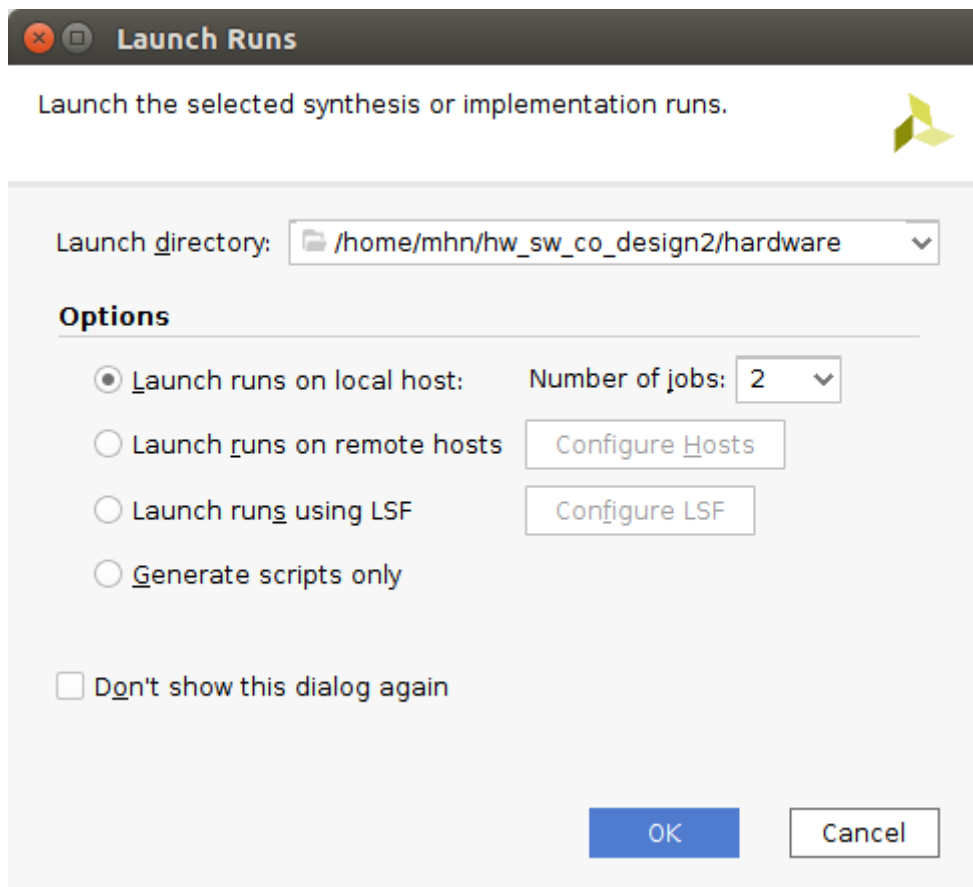 Launch Runs
Launch the selected synthesis or implementation runs.
Launch directory: /home/mhn/hw_sw_co_design2/hardware
Options
Launch runs on local host: Number of jobs: 2
Launch runs on remote hosts Configure Hosts
Launch runs using LSF Configure LSF
Generate scripts only
Don't show this dialog again
OK Cancel